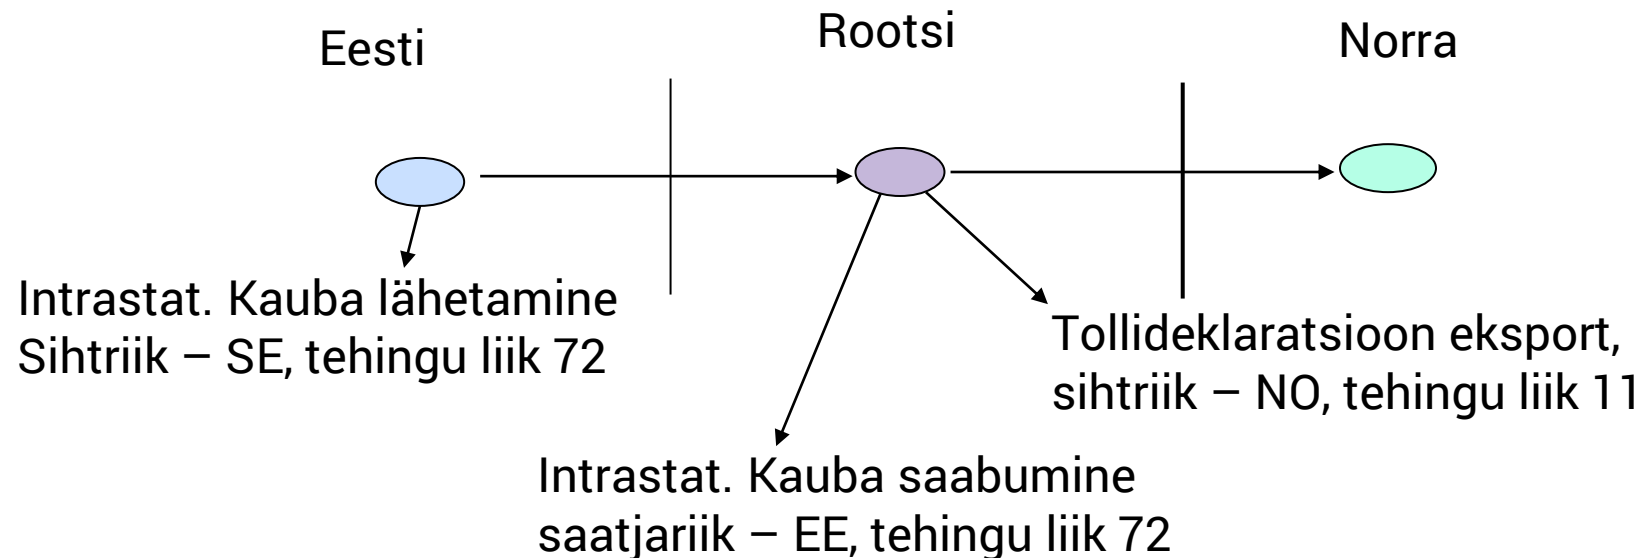 Eesti
Rootsi
Norra
Intrastat. Kauba lähetamine
Sihtriik – SE, tehingu liik 72
Tollideklaratsioon eksport,
sihtriik – NO, tehingu liik 11
Intrastat. Kauba saabumine
saatjariik – EE, tehingu liik 72